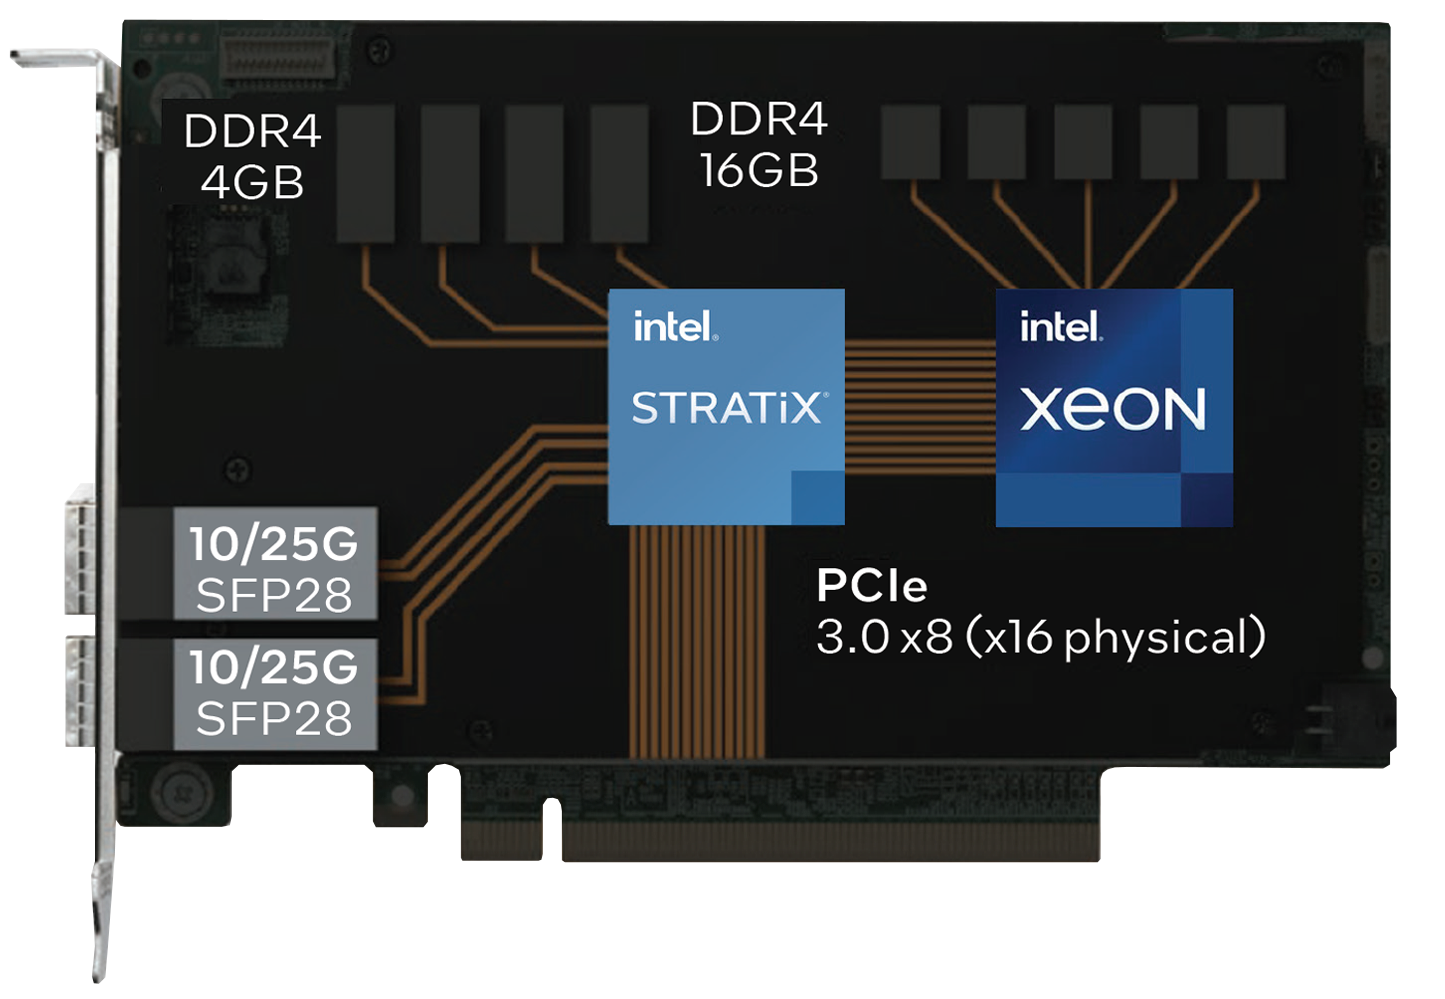 DDR4
4GB
DDR4
16GB
intel®
STRATiX®
intel.
xeon
10/25G
SFP28
10/25G
SFP28
PCIe
3.0 x8 (x16 physical)